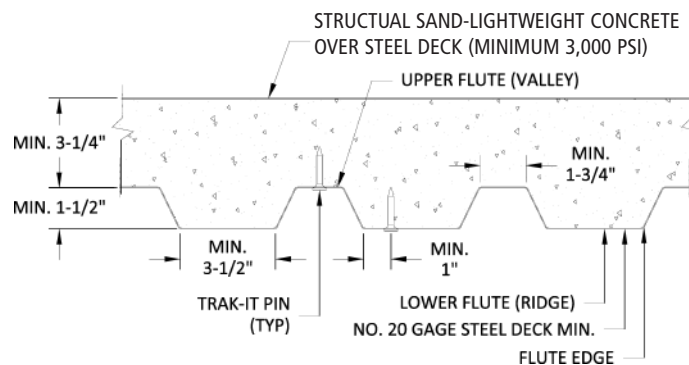 STRUCTUAL SAND-LIGHTWEIGHT CONCRETE
OVER STEEL DECK (MINIMUM 3,000 PSI)
UPPER FLUTE (VALLEY)
MIN. 3-1/4"
MIN.
1-3/4"
MIN. 1-1/2"
MIN.
3-1/2"
MIN.
1"
TRAK-IT PIN
(TYP)
LOWER FLUTE (RIDGE)
NO. 20 GAGE STEEL DECK MIN.
FLUTE EDGE